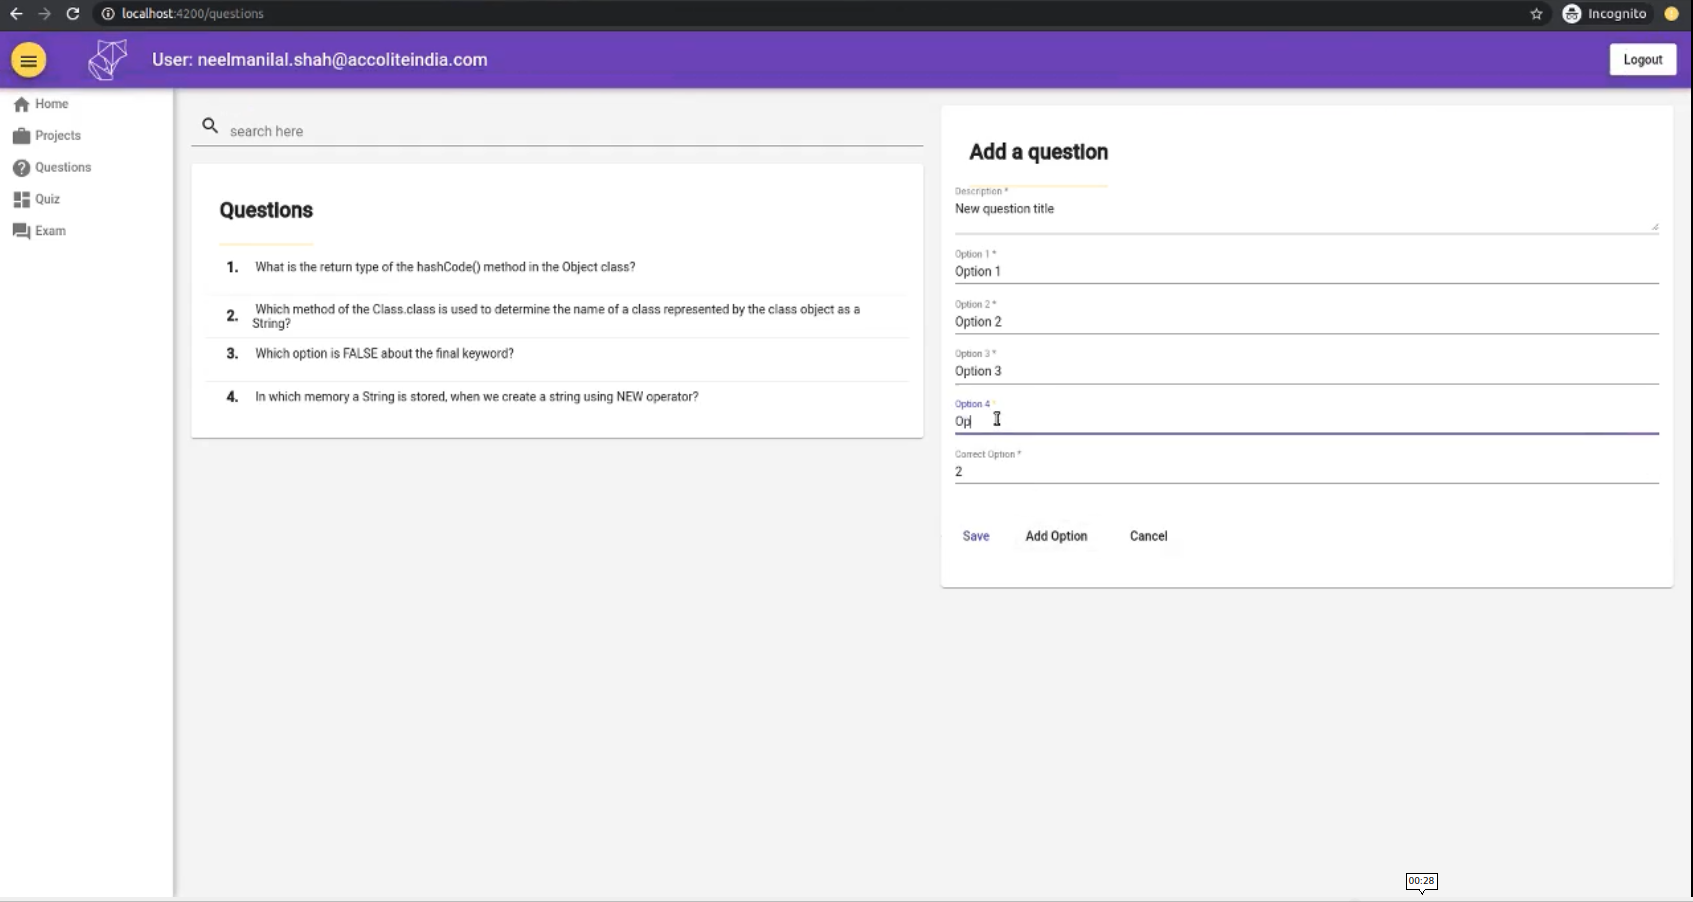 localhost:4200/questions
Incognito
User: neelmanilal.shah@accoliteindia.com
Logout
Home
Projects
Questions
Quiz
Exam
search here
Questions
1. What is the return type of the hashCode() method in the Object class?
2. Which method of the Class.class is used to determine the name of a class represented by the class object as a
String?
3. Which option is FALSE about the final keyword?
4. In which memory a String is stored, when we create a string using NEW operator?
Add a question
Description *
New question title
Option 1 *
Option 1
Option 2 *
Option 2
Option 3 *
Option 3
Option 4 *
Op
Correct Option *
2
Save
Add Option
Cancel
00:28